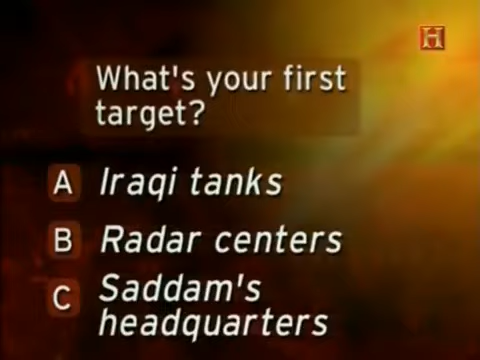 H
What's your first
target?
A Iraqi tanks
B Radar centers
C Saddam's
headquarters